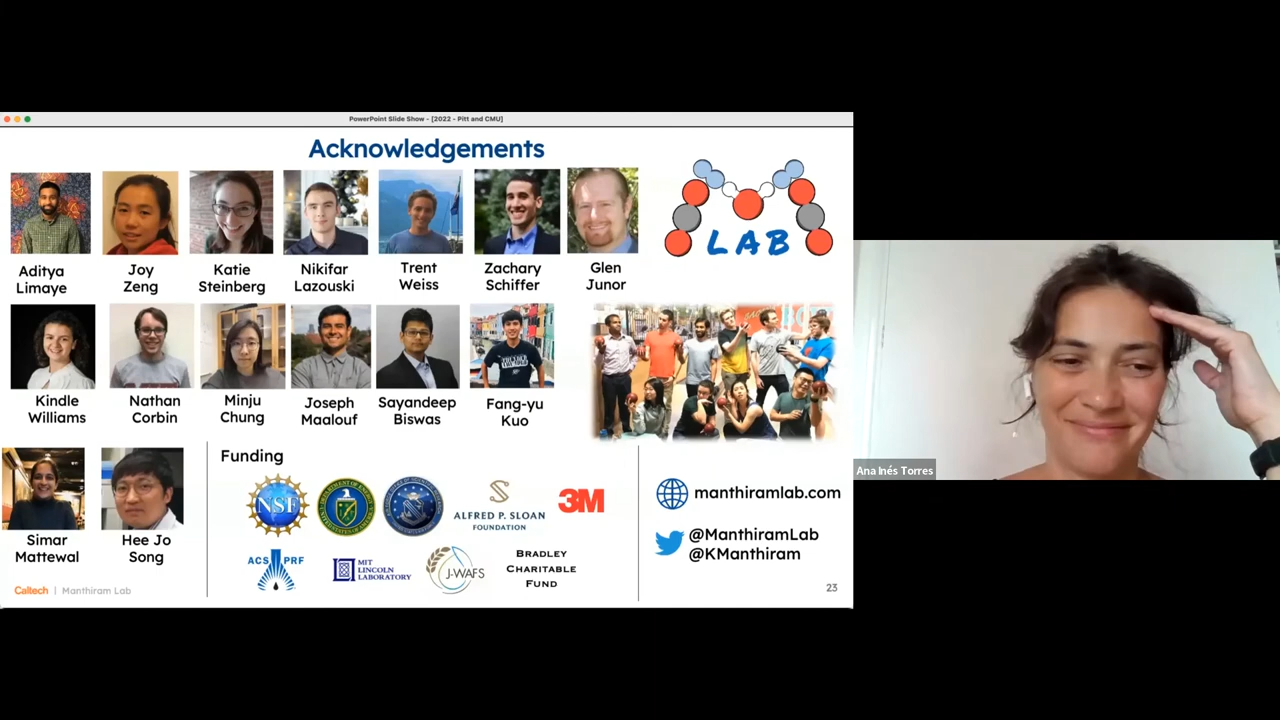 PowerPoint Slide Show - [2022 - Pitt and CMU]
Acknowledgements
LAB
Aditya
Limaye
Joy
Zeng
Katie
Steinberg
Nikifar
Lazouski
Trent
Weiss
Zachary
Schiffer
Glen
Junor
Kindle
Williams
Nathan
Corbin
Minju
Chung
Joseph
Maalouf
Sayandeep
Biswas
Fang-yu
Kuo
Simar
Mattewal
Hee Jo
Song
Funding
NSF
ALFRED P. SLOAN
FOUNDATION
3M
ACS PRF
MIT
LINCOLN
LABORATORY
J-WAFS
BRADLEY
CHARITABLE
FUND
manthiramlab.com
@ManthiramLab
@KManthiram
Caltech | Manthiram Lab
23
Ana Inés Torres